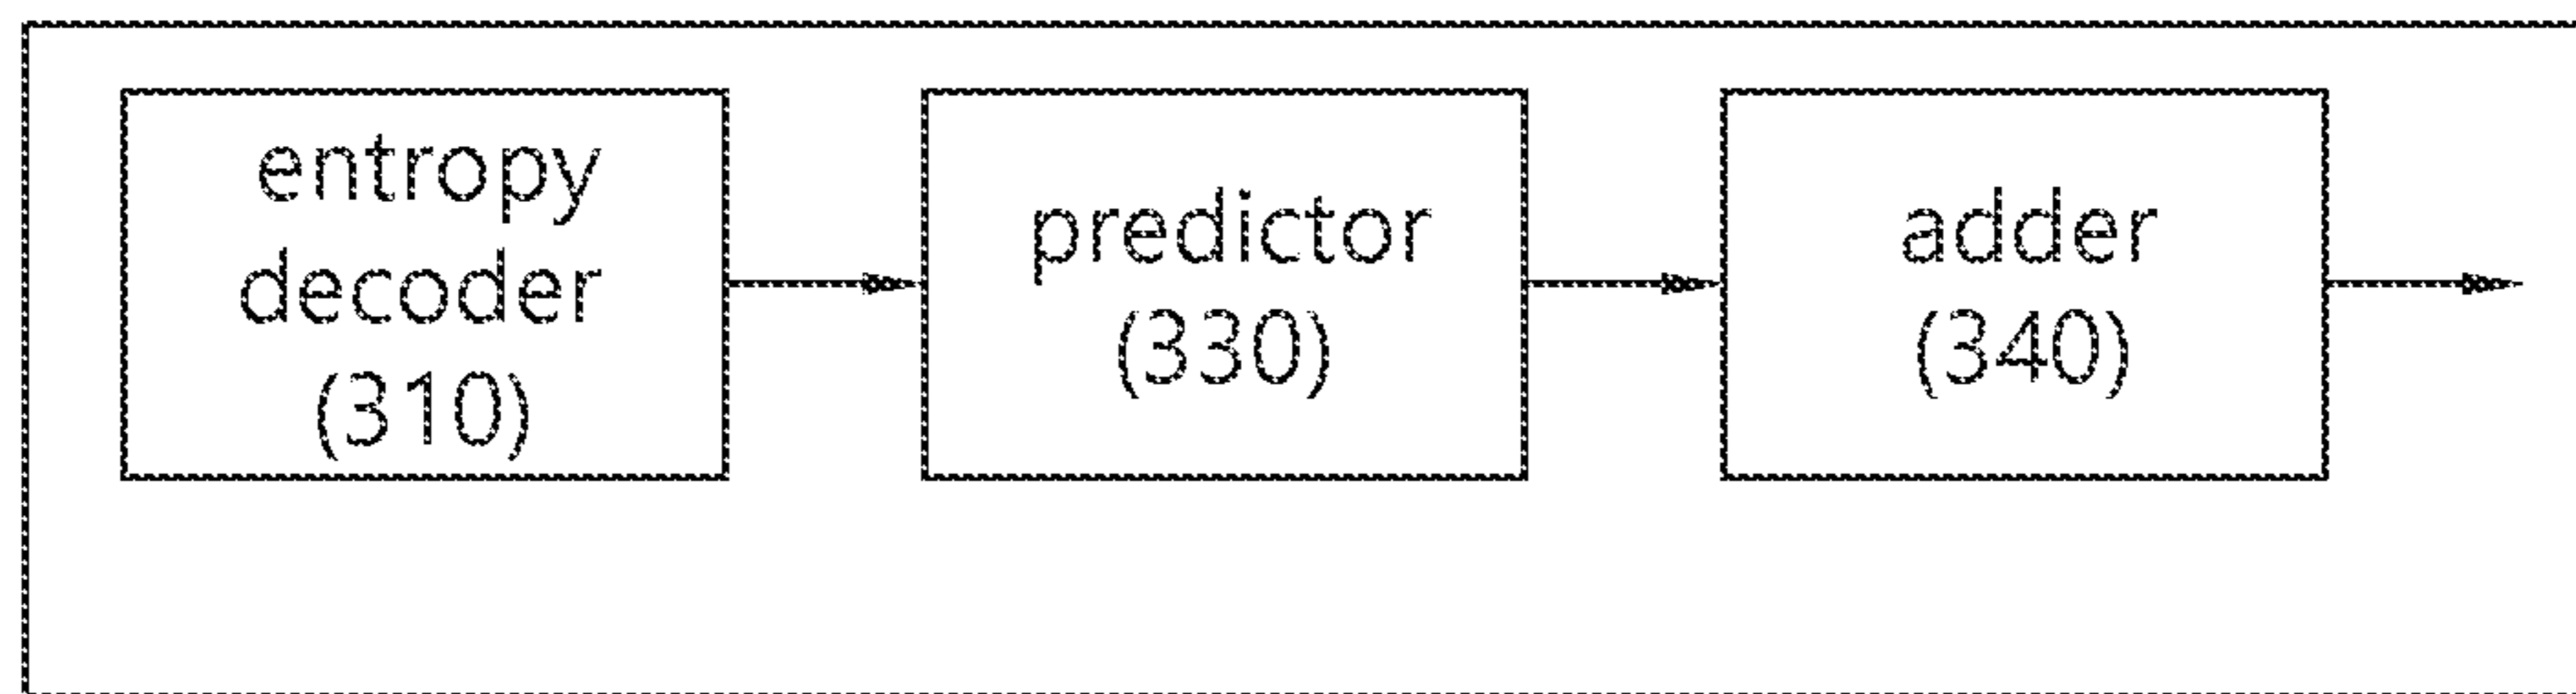 entropy
decoder
(310)
predictor
(330)
adder
(340)